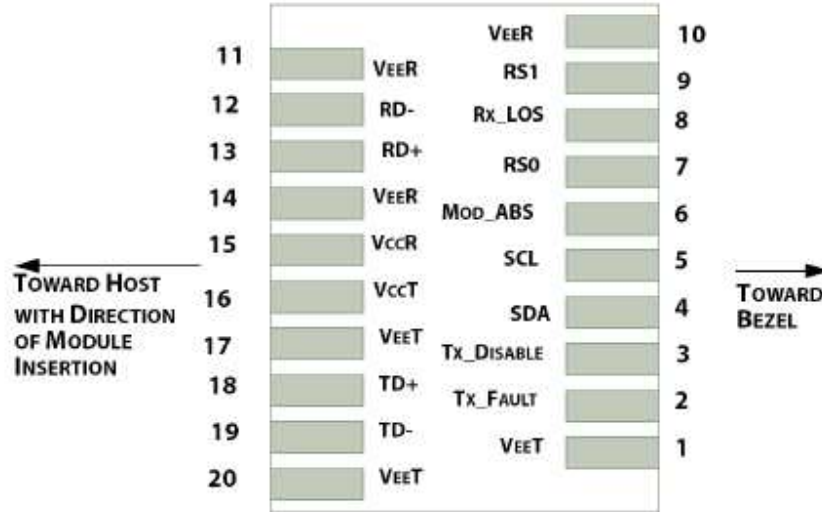 11 VEER
12 RD-
13 RD+
14 VEER
15 VCCR
16 VCCT
17 VEET
18 TD+
19 TD-
20 VEET
VEER 10
RS1 9
RX_LOS 8
RS0 7
MOD_ABS 6
SCL 5
SDA 4
TX_DISABLE 3
TX_FAULT 2
VEET 1
TOWARD HOST
WITH DIRECTION
OF MODULE
INSERTION
TOWARD
BEZEL